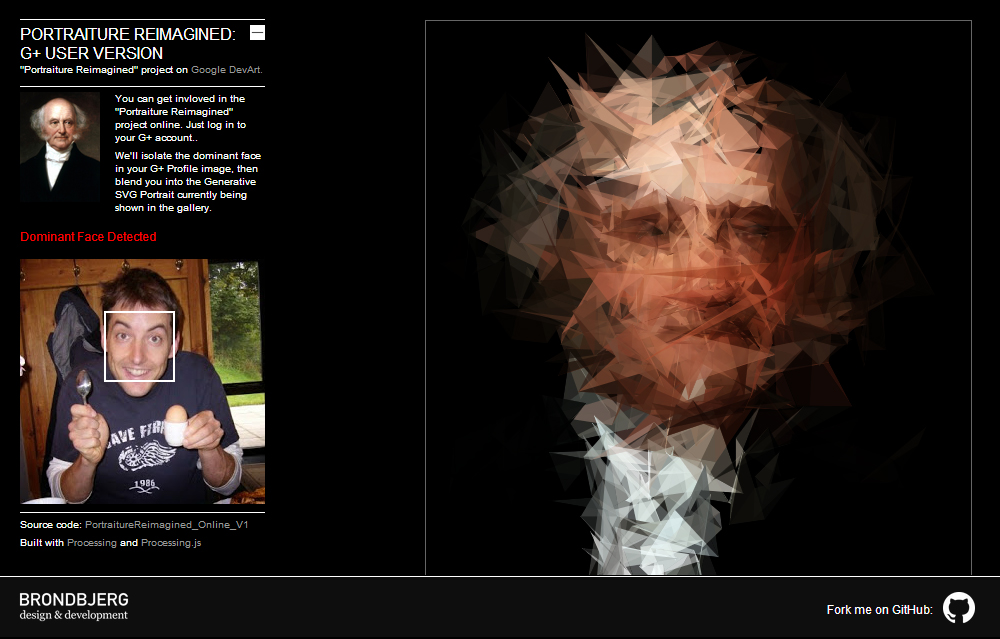 PORTRAITURE REIMAGINED:
G+ USER VERSION
"Portraiture Reimagined" project on Google DevArt.
You can get invloved in the
"Portraiture Reimagined"
project online. Just log in to
your G+ account..
We'll isolate the dominant face
in your G+ Profile image, then
blend you into the Generative
SVG Portrait currently being
shown in the gallery.
Dominant Face Detected
1986
Source code: PortraitureReimagined_Online_V1
Built with Processing and Processing.js
BRONDBJERG
design & development
Fork me on GitHub: